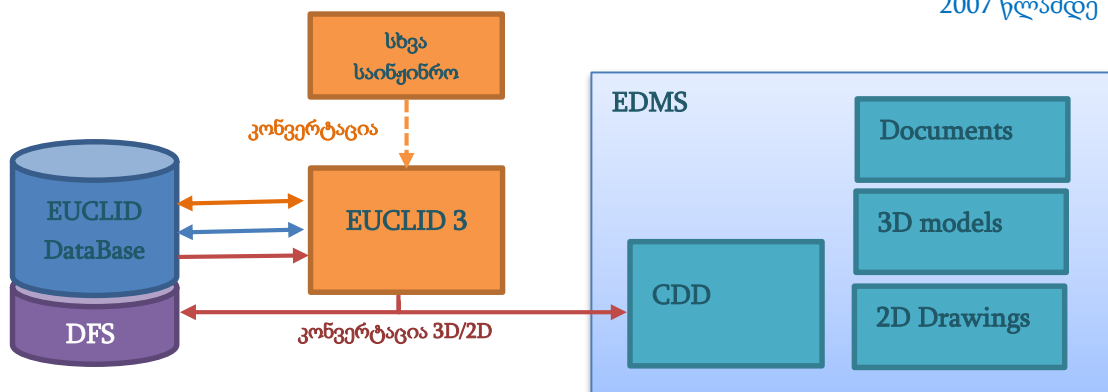 2007 წლამდე
სხვა
საინჟინრო
EDMS
Documents
კონვერტაცია
EUCLID
DataBase
EUCLID 3
3D models
CDD
2D Drawings
DFS
კონვერტაცია 3D/2D